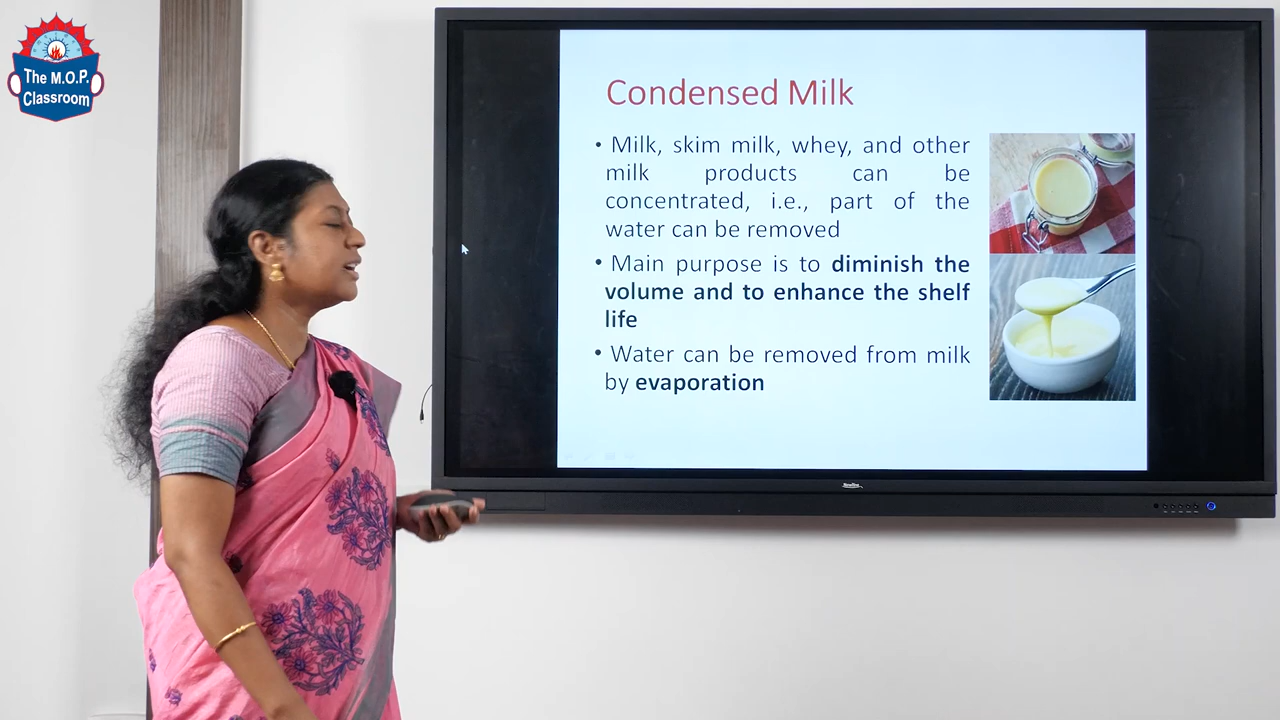 The M.O.P.
Classroom
Condensed Milk
• Milk, skim milk, whey, and other
milk products can be
concentrated, i.e., part of the
water can be removed
• Main purpose is to diminish the
volume and to enhance the shelf
life
• Water can be removed from milk
by evaporation